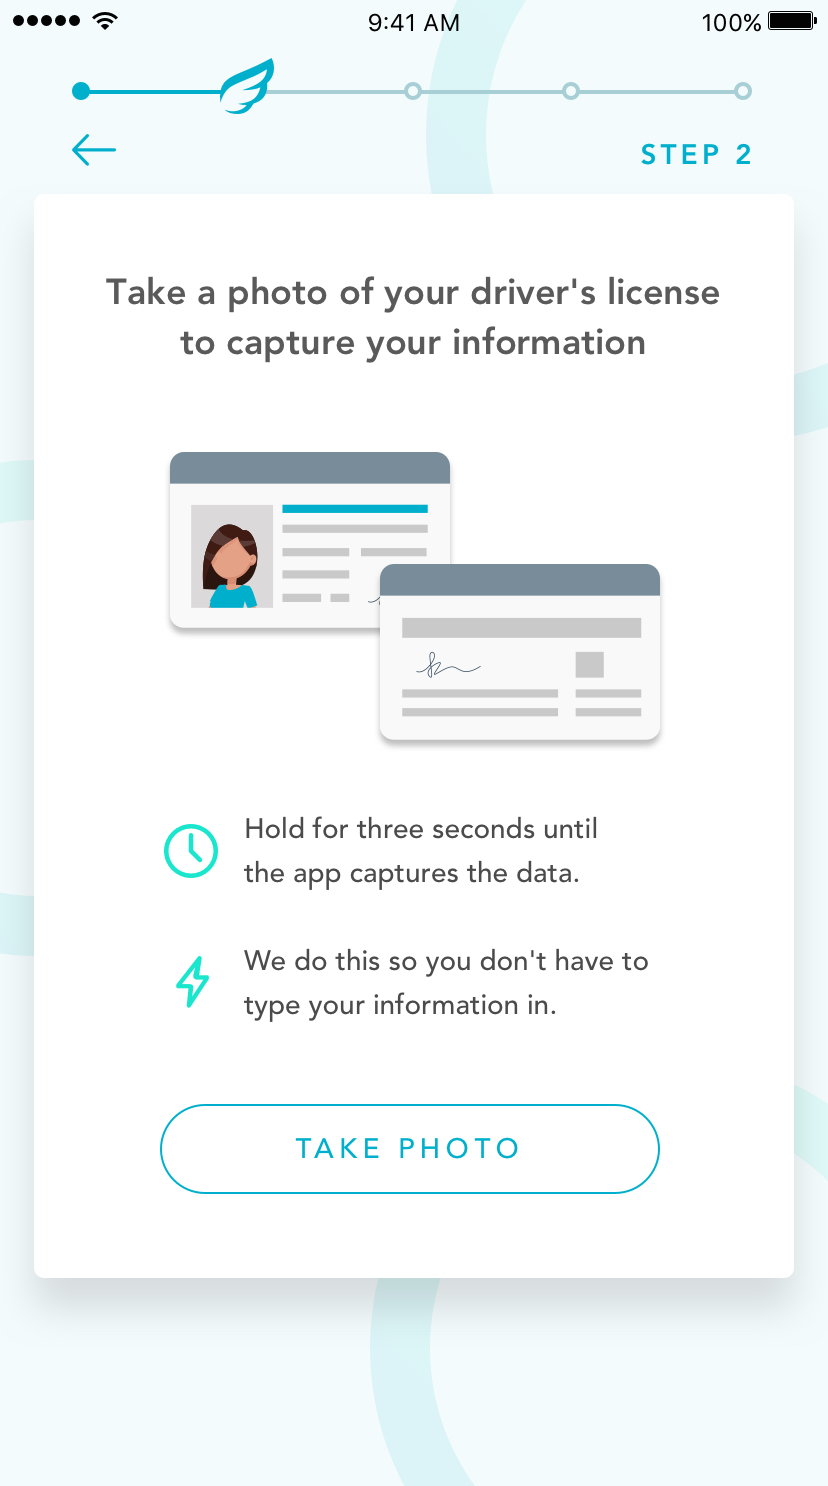 9:41 AM
100%
STEP 2
Take a photo of your driver's license
to capture your information
Hold for three seconds until
the app captures the data.
We do this so you don't have to
type your information in.
TAKE PHOTO